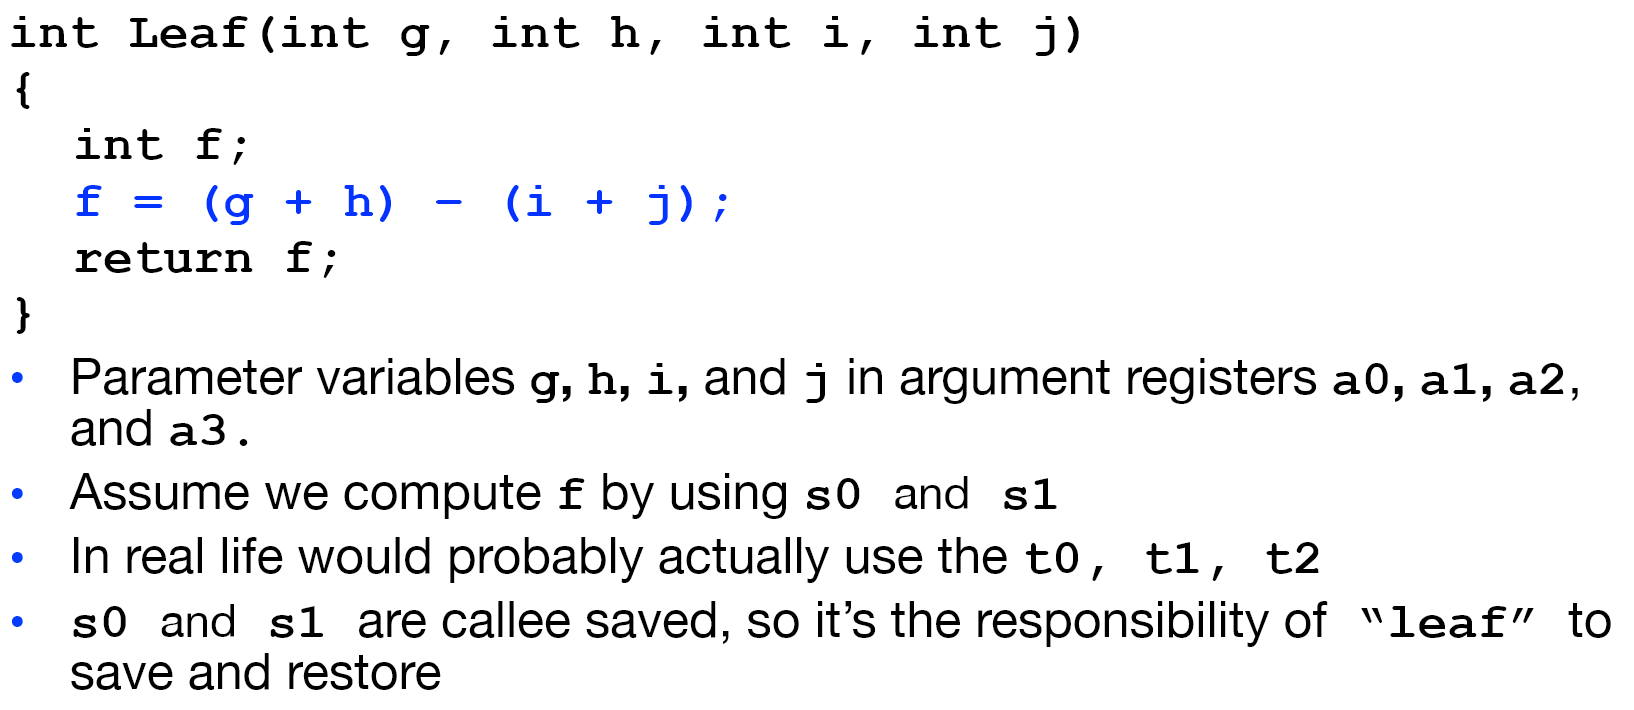 int Leaf(int g, int h, int i, int j)
{
int f;
f = (g + h) - (i + j);
return f;
}
• Parameter variables g, h, i, and j in argument registers a0, a1, a2,
and a3.
• Assume we compute f by using s0 and s1
• In real life would probably actually use the t0, t1, t2
• s0 and s1 are callee saved, so it’s the responsibility of “leaf” to
save and restore